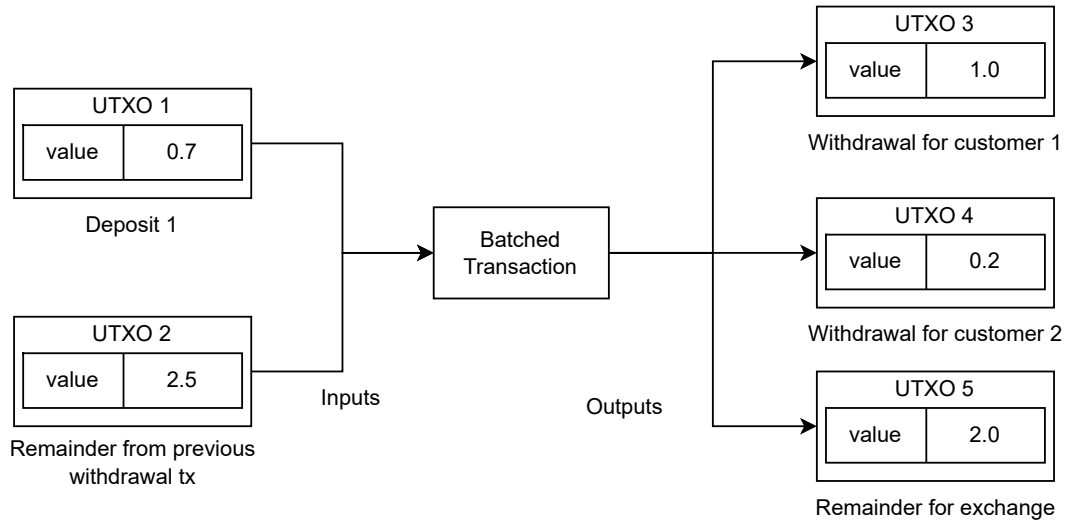 UTXO 1
value 0.7
Deposit 1
UTXO 2
value 2.5
Remainder from previous
withdrawal tx
Inputs
Batched
Transaction
Outputs
UTXO 3
value 1.0
Withdrawal for customer 1
UTXO 4
value 0.2
Withdrawal for customer 2
UTXO 5
value 2.0
Remainder for exchange